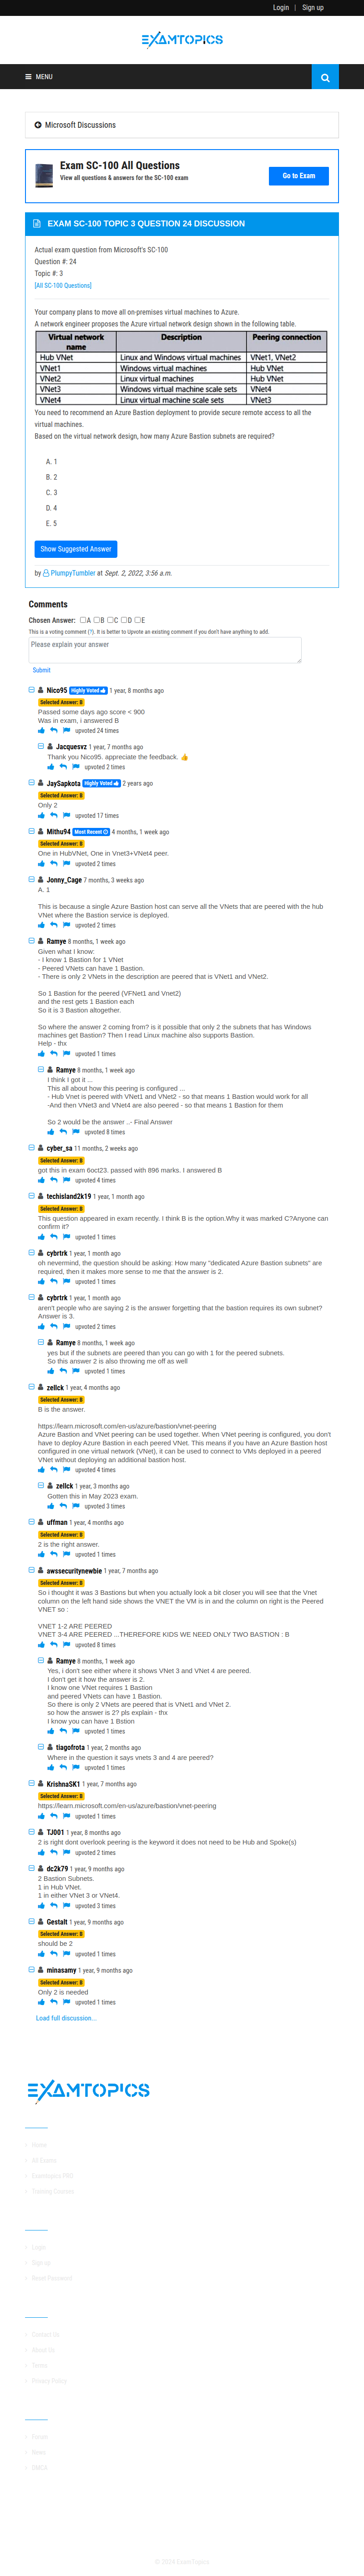 Login | Sign up
EXAMTOPICS
MENU
Microsoft Discussions
Exam SC-100 All Questions
View all questions & answers for the SC-100 exam
Go to Exam
EXAM SC-100 TOPIC 3 QUESTION 24 DISCUSSION
Actual exam question from Microsoft's SC-100
Question #: 24
Topic #: 3
[All SC-100 Questions]
Your company plans to move all on-premises virtual machines to Azure.
A network engineer proposes the Azure virtual network design shown in the following table.
Virtual network name Description Peering connection
Hub VNet Linux and Windows virtual machines VNet1, VNet2
VNet1 Windows virtual machines Hub VNet
VNet2 Linux virtual machines Hub VNet
VNet3 Windows virtual machine scale sets VNet4
VNet4 Linux virtual machine scale sets VNet3
You need to recommend an Azure Bastion deployment to provide secure remote access to all the
virtual machines.
Based on the virtual network design, how many Azure Bastion subnets are required?
A. 1
B. 2
C. 3
D. 4
E. 5
Show Suggested Answer
by PlumpyTumbler at Sept. 2, 2022, 3:56 a.m.
Comments
Chosen Answer: A B C D E
This is a voting comment (?). It is better to Upvote an existing comment if you don't have anything to add.
Please explain your answer
Submit
Nico95 Highly Voted 1 year, 8 months ago
Selected Answer: B
Passed some days ago score < 900
Was in exam, i answered B
upvoted 24 times
Jacquesvz 1 year, 7 months ago
Thank you Nico95. appreciate the feedback. 👍
upvoted 2 times
JaySapkota Highly Voted 2 years ago
Selected Answer: B
Only 2
upvoted 17 times
Mithu94 Most Recent 4 months, 1 week ago
Selected Answer: B
One in HubVNet, One in Vnet3+VNet4 peer.
upvoted 2 times
Jonny_Cage 7 months, 3 weeks ago
A. 1
This is because a single Azure Bastion host can serve all the VNets that are peered with the hub
VNet where the Bastion service is deployed.
upvoted 2 times
Ramye 8 months, 1 week ago
Given what I know:
- I know 1 Bastion for 1 VNet
- Peered VNets can have 1 Bastion.
- There is only 2 VNets in the description are peered that is VNet1 and VNet2.
So 1 Bastion for the peered (VFNet1 and Vnet2)
and the rest gets 1 Bastion each
So it is 3 Bastion altogether.
So where the answer 2 coming from? is it possible that only 2 the subnets that has Windows
machines get Bastion? Then I read Linux machine also supports Bastion.
Help - thx
upvoted 1 times
Ramye 8 months, 1 week ago
I think I got it ...
This all about how this peering is configured ...
- Hub Vnet is peered with VNet1 and VNet2 - so that means 1 Bastion would work for all
-And then VNet3 and VNet4 are also peered - so that means 1 Bastion for them
So 2 would be the answer ..- Final Answer
upvoted 8 times
cyber_sa 11 months, 2 weeks ago
Selected Answer: B
got this in exam 6oct23. passed with 896 marks. I answered B
upvoted 4 times
techisland2k19 1 year, 1 month ago
Selected Answer: B
This question appeared in exam recently. I think B is the option.Why it was marked C?Anyone can
confirm it?
upvoted 1 times
cybrtrk 1 year, 1 month ago
oh nevermind, the question should be asking: How many "dedicated Azure Bastion subnets" are
required, then it makes more sense to me that the answer is 2.
upvoted 1 times
cybrtrk 1 year, 1 month ago
aren't people who are saying 2 is the answer forgetting that the bastion requires its own subnet?
Answer is 3.
upvoted 2 times
Ramye 8 months, 1 week ago
yes but if the subnets are peered than you can go with 1 for the peered subnets.
So this answer 2 is also throwing me off as well
upvoted 1 times
zellck 1 year, 4 months ago
Selected Answer: B
B is the answer.
https://learn.microsoft.com/en-us/azure/bastion/vnet-peering
Azure Bastion and VNet peering can be used together. When VNet peering is configured, you don't
have to deploy Azure Bastion in each peered VNet. This means if you have an Azure Bastion host
configured in one virtual network (VNet), it can be used to connect to VMs deployed in a peered
VNet without deploying an additional bastion host.
upvoted 4 times
zellck 1 year, 3 months ago
Gotten this in May 2023 exam.
upvoted 3 times
uffman 1 year, 4 months ago
Selected Answer: B
2 is the right answer.
upvoted 1 times
awssecuritynewbie 1 year, 7 months ago
Selected Answer: B
So i thought it was 3 Bastions but when you actually look a bit closer you will see that the Vnet
column on the left hand side shows the VNET the VM is in and the column on right is the Peered
VNET so :
VNET 1-2 ARE PEERED
VNET 3-4 ARE PEERED ...THEREFORE KIDS WE NEED ONLY TWO BASTION : B
upvoted 8 times
Ramye 8 months, 1 week ago
Yes, i don't see either where it shows VNet 3 and VNet 4 are peered.
I don't get it how the answer is 2.
I know one VNet requires 1 Bastion
and peered VNets can have 1 Bastion.
So there is only 2 VNets are peered that is VNet1 and VNet 2.
so how the answer is 2? pls explain - thx
I know you can have 1 Bstion
upvoted 1 times
tiagofrota 1 year, 2 months ago
Where in the question it says vnets 3 and 4 are peered?
upvoted 1 times
KrishnaSK1 1 year, 7 months ago
Selected Answer: B
https://learn.microsoft.com/en-us/azure/bastion/vnet-peering
upvoted 1 times
TJ001 1 year, 8 months ago
2 is right dont overlook peering is the keyword it does not need to be Hub and Spoke(s)
upvoted 2 times
dc2k79 1 year, 9 months ago
2 Bastion Subnets.
1 in Hub VNet.
1 in either VNet 3 or VNet4.
upvoted 3 times
Gestalt 1 year, 9 months ago
Selected Answer: B
should be 2
upvoted 1 times
minasamy 1 year, 9 months ago
Selected Answer: B
Only 2 is needed
upvoted 1 times
Load full discussion...
EXAMTOPICS
Home
All Exams
Examtopics PRO
Training Courses
Login
Sign up
Reset Password
Contact Us
About Us
Terms
Privacy Policy
Forum
News
DMCA
© 2024 ExamTopics